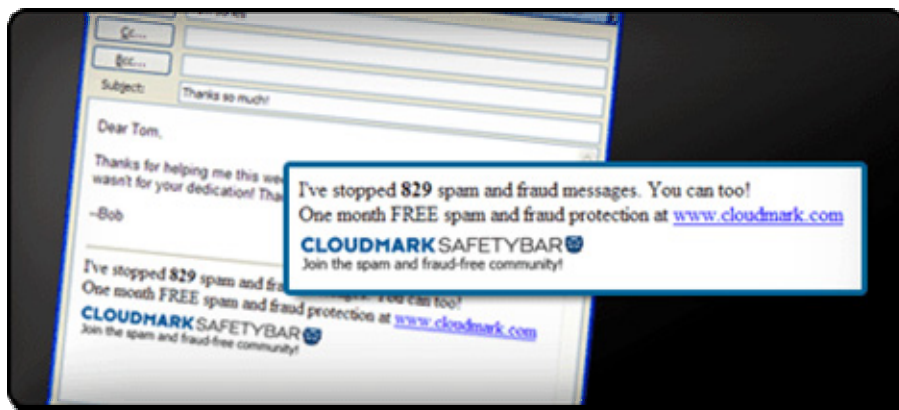 Cc...
Bcc...
Subject: Thanks so much!
Dear Tom,
Thanks for helping me this
wasn't for your dedication!
--Bob
I've stopped 829 spam and
One month FREE spam and fraud protection at www.cloudmark.com
CLOUDMARK SAFETYBAR
Join the spam and fraud-free community!
I've stopped 829 spam and fraud messages. You can too!
One month FREE spam and fraud protection at www.cloudmark.com
CLOUDMARK SAFETYBAR
Join the spam and fraud-free community!